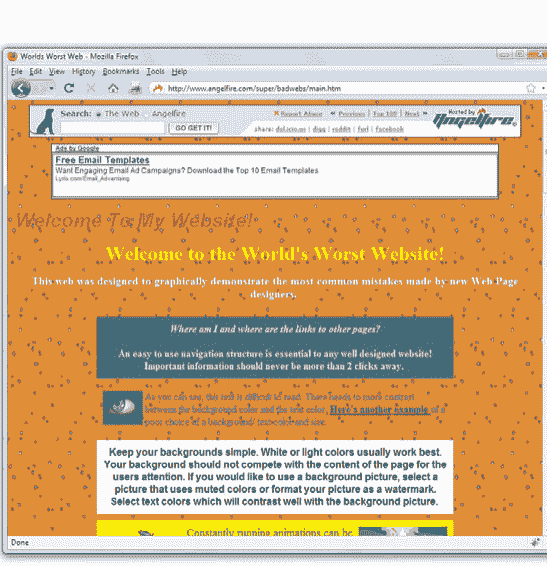 Worlds Worst Web - Mozilla Firefox
File Edit View History Bookmarks Tools Help
http://www.angelfire.com/super/badwebs/main.htm
Search: The Web Angelfire
Report Abuse « Previous | Top 100 | Next »
Hosted by
Angelfire
GO GET IT!
share: del.icio.us | digg | reddit | furl | facebook
Ads by Google
Free Email Templates
Want Engaging Email Ad Campaigns? Download the Top 10 Email Templates
Lyris.com/Email_Advertising
Welcome To My Website!
Welcome to the World's Worst Website!
This web was designed to graphically demonstrate the most common mistakes made by new Web Page
designers.
Where am I and where are the links to other pages?
An easy to use navigation structure is essential to any well designed website!
Important information should never be more than 2 clicks away.
As you can see, this text is difficult to read. There needs to more contrast
between the background color and the text color. Here's another example of a
poor choice of a background/ textcolor and size.
Keep your backgrounds simple. White or light colors usually work best.
Your background should not compete with the content of the page for the
users attention. If you would like to use a background picture, select a
picture that uses muted colors or format your picture as a watermark.
Select text colors which will contrast well with the background picture.
Constantly running animations can be
Done